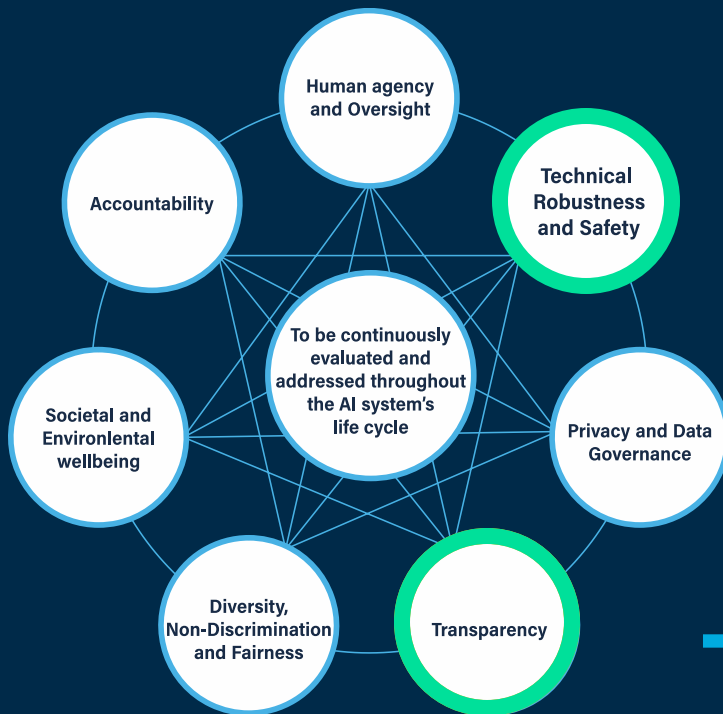 Human agency
and Oversight
Technical
Robustness
and Safety
Accountability
To be continuously
evaluated and
addressed throughout
the AI system's
life cycle
Societal and
Environlental
wellbeing
Privacy and Data
Governance
Diversity,
Non-Discrimination
and Fairness
Transparency